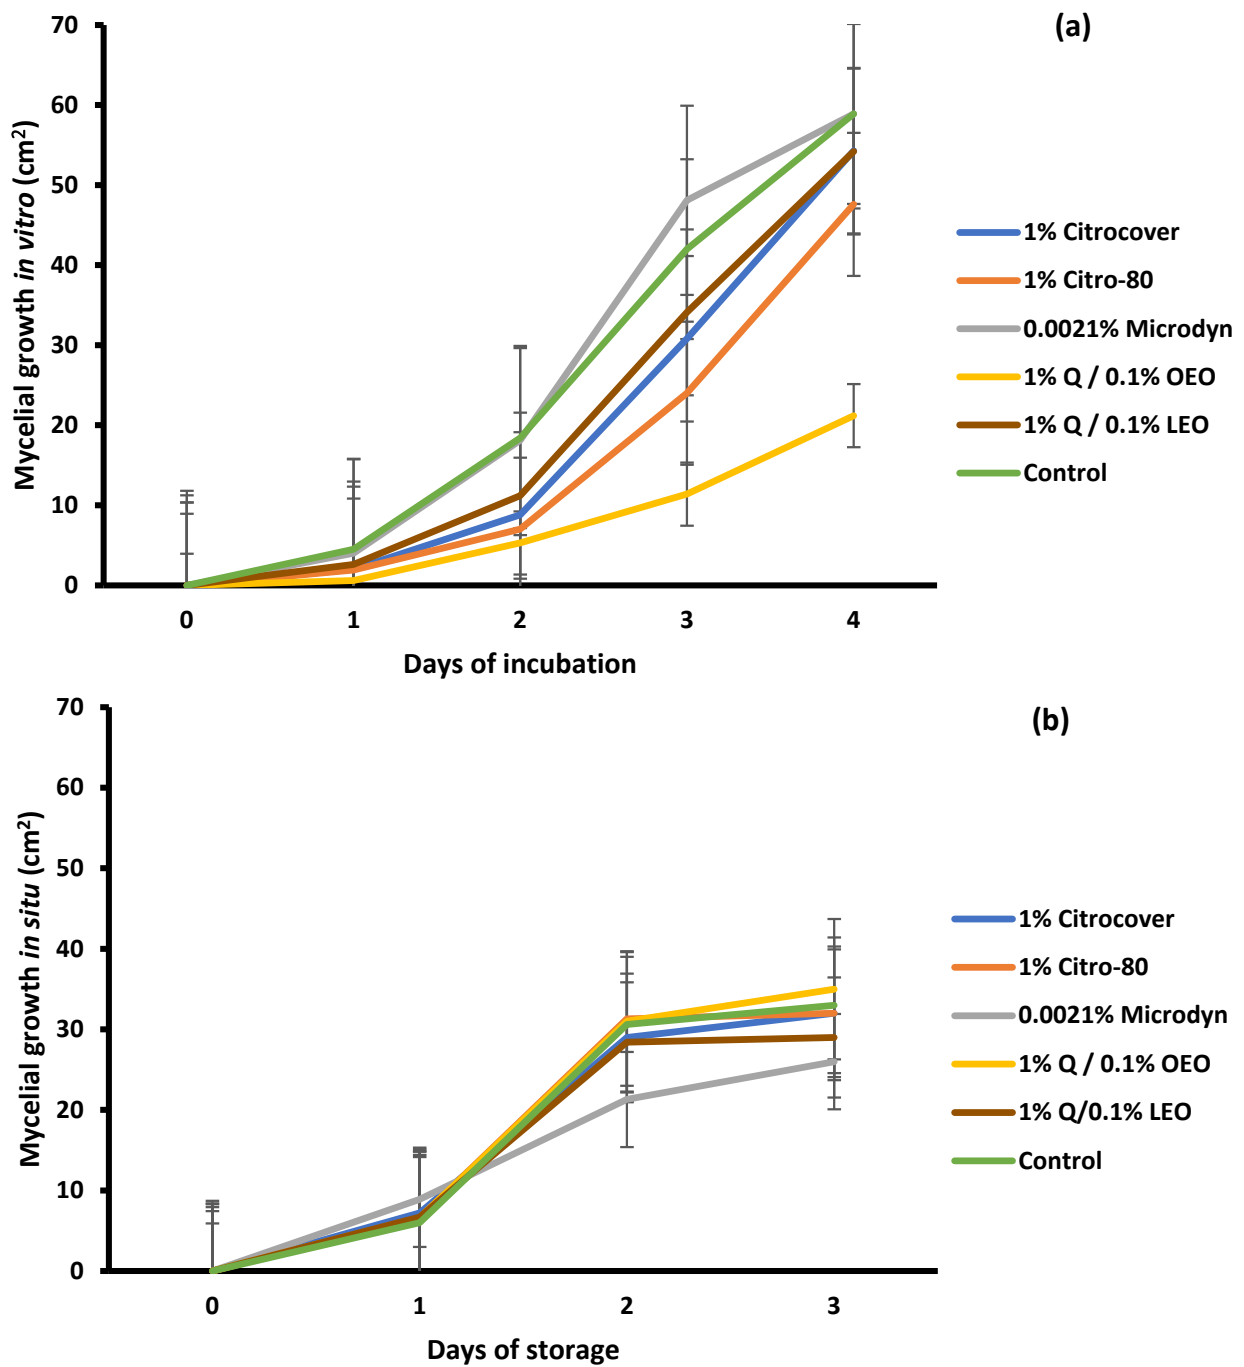 (a)
70
60
50
40
30
20
10
0
Mycelial growth in vitro (cm²)
0 1 2 3 4
Days of incubation
1% Citrocover
1% Citro-80
0.0021% Microdyn
1% Q / 0.1% OEO
1% Q / 0.1% LEO
Control
(b)
70
60
50
40
30
20
10
0
Mycelial growth in situ (cm²)
0 1 2 3
Days of storage
1% Citrocover
1% Citro-80
0.0021% Microdyn
1% Q / 0.1% OEO
1% Q/0.1% LEO
Control